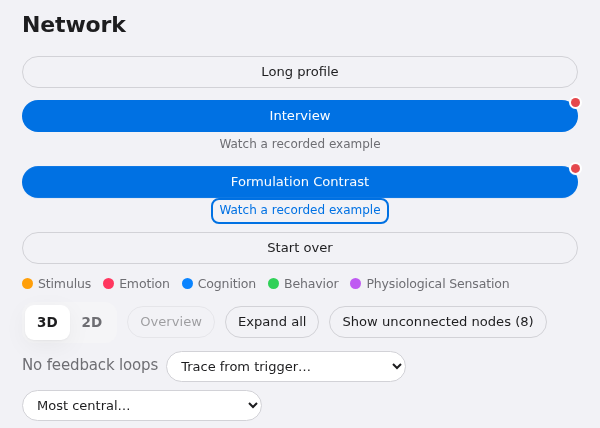 Network
Long profile
Interview
Watch a recorded example
Formulation Contrast
Watch a recorded example
Start over
Stimulus Emotion Cognition Behavior Physiological Sensation
3D 2D Overview Expand all Show unconnected nodes (8)
No feedback loops Trace from trigger...
Most central...